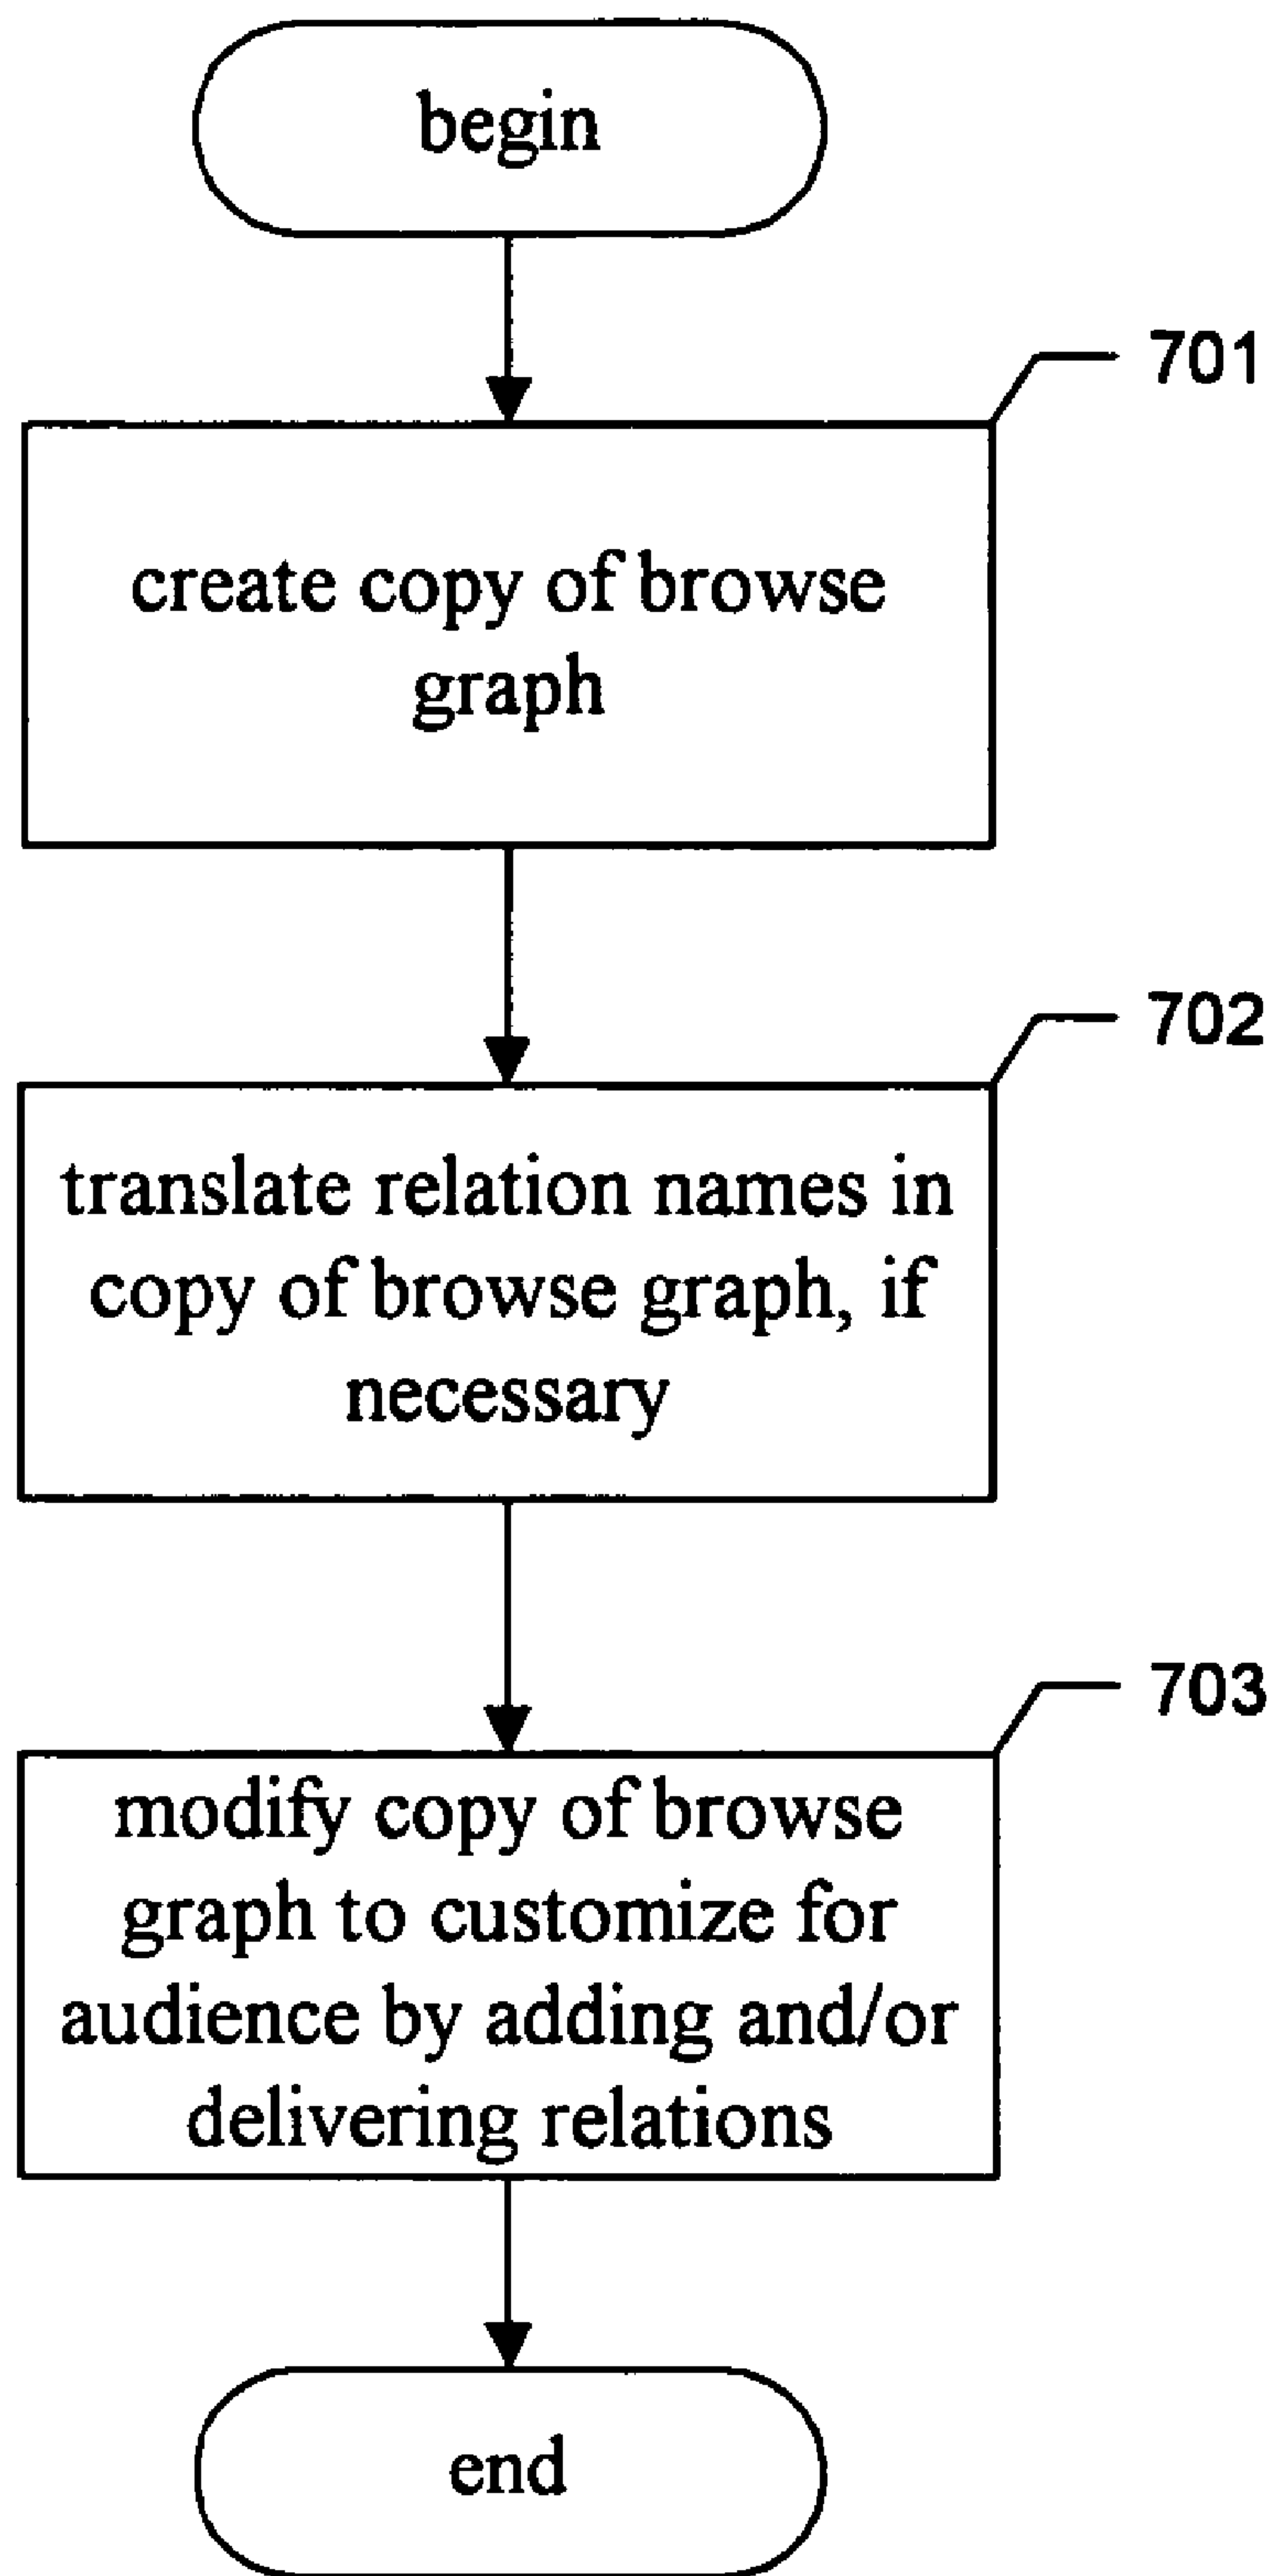 begin
701
create copy of browse
graph
702
translate relation names in
copy of browse graph, if
necessary
703
modify copy of browse
graph to customize for
audience by adding and/or
delivering relations
end